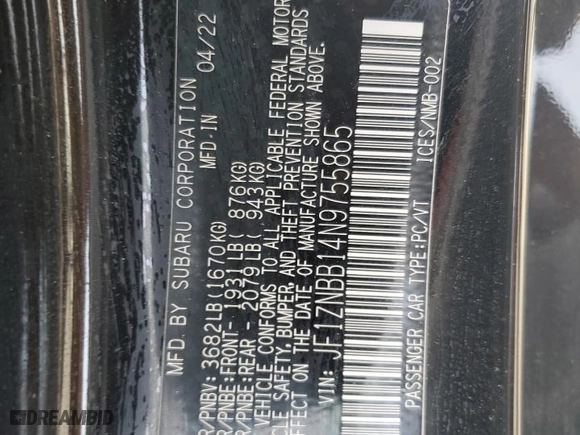 MFD. BY SUBARU CORPORATION
MFD-IN 04/22
R/PNBV: 3682LB(1670KG)
R/PNBE:FRONT- 1931LB( 876KG)
R/PNBE:REAR - 2079LB( 943KG)
VEHICLE CONFORMS TO ALL APPLICABLE FEDERAL MOTOR
CLE SAFETY, BUMPER, AND THEFT PREVENTION STANDARDS
EFFECT ON THE DATE OF MANUFACTURE SHOWN ABOVE.
VIN: JF1ZNBB14N9755865
PASSENGER CAR TYPE:PC/VT ICES/NMB-002
DREAMBID